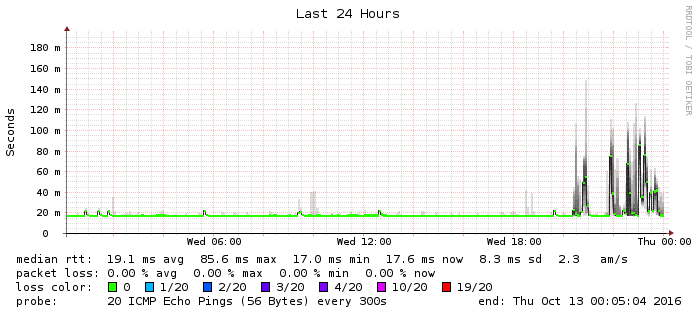 Last 24 Hours
RRDTOOL / TOBI OETIKER
Seconds
180 m
160 m
140 m
120 m
100 m
80 m
60 m
40 m
20 m
0
Wed 06:00 Wed 12:00 Wed 18:00 Thu 00:00
median rtt: 19.1 ms avg 85.6 ms max 17.0 ms min 17.6 ms now 8.3 ms sd 2.3 am/s
packet loss: 0.00 % avg 0.00 % max 0.00 % min 0.00 % now
loss color: 0 1/20 2/20 3/20 4/20 10/20 19/20
probe: 20 ICMP Echo Pings (56 Bytes) every 300s end: Thu Oct 13 00:05:04 2016